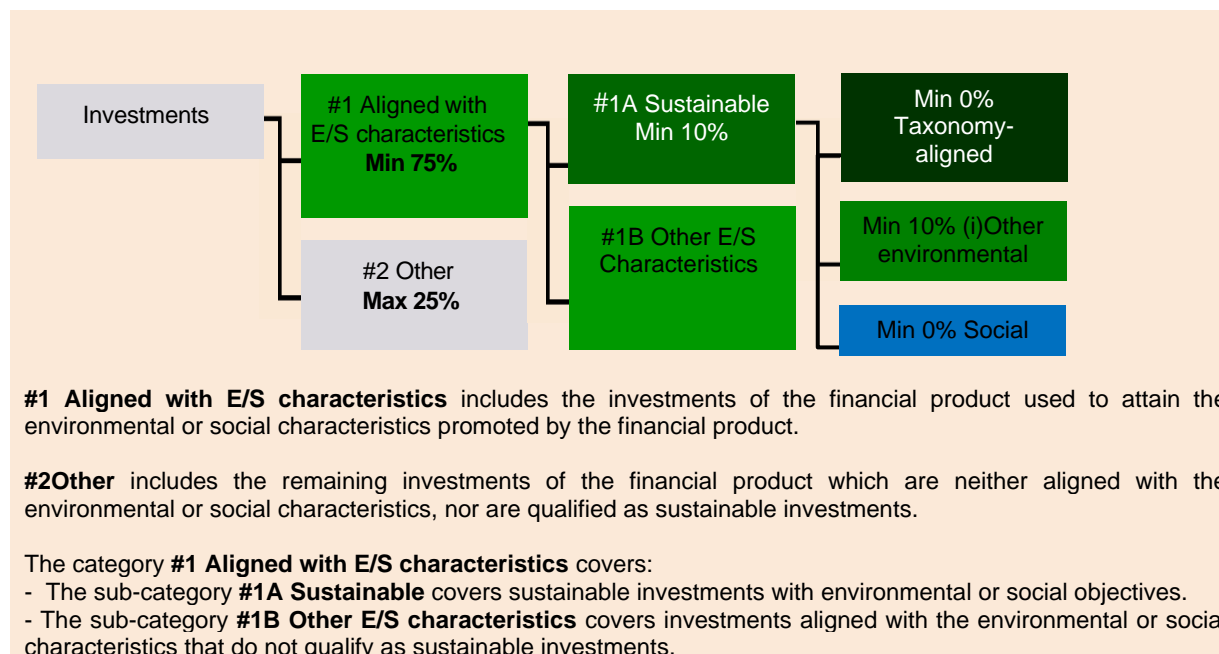 Investments
#1 Aligned with
E/S characteristics
Min 75%
#2 Other
Max 25%
#1A Sustainable
Min 10%
#1B Other E/S
Characteristics
Min 0%
Taxonomy-
aligned
Min 10% (i)Other
environmental
Min 0% Social
#1 Aligned with E/S characteristics includes the investments of the financial product used to attain the
environmental or social characteristics promoted by the financial product.
#2Other includes the remaining investments of the financial product which are neither aligned with the
environmental or social characteristics, nor are qualified as sustainable investments.
The category #1 Aligned with E/S characteristics covers:
- The sub-category #1A Sustainable covers sustainable investments with environmental or social objectives.
- The sub-category #1B Other E/S characteristics covers investments aligned with the environmental or social
characteristics that do not qualify as sustainable investments.